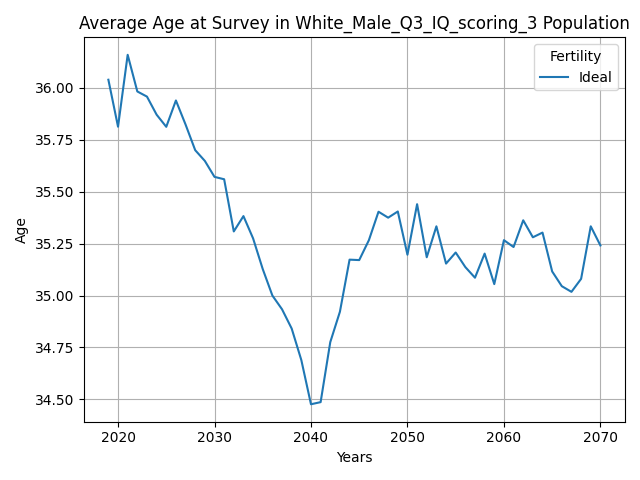 Average Age at Survey in White_Male_Q3_IQ_scoring_3 Population
Fertility
Ideal
36.00
35.75
35.50
35.25
35.00
34.75
34.50
Age
2020 2030 2040 2050 2060 2070
Years